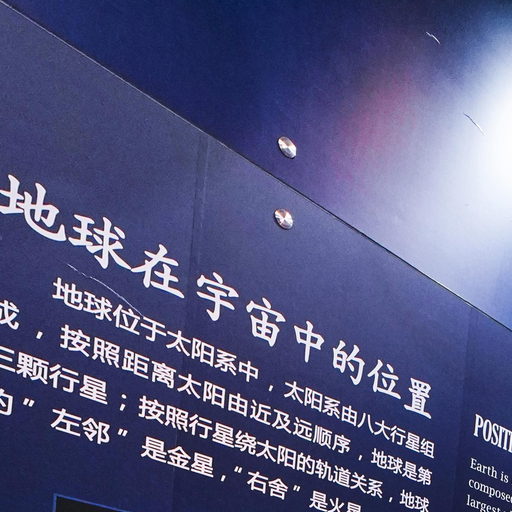 地球在宇宙中的位置
地球位于太阳系中，太阳系由八大行星组
成，按照距离太阳由近及远顺序，地球是第
三颗行星；按照行星绕太阳的轨道关系，地球
的"左邻"是金星，"右舍"是火星
POSITI
Earth is
compose
largest